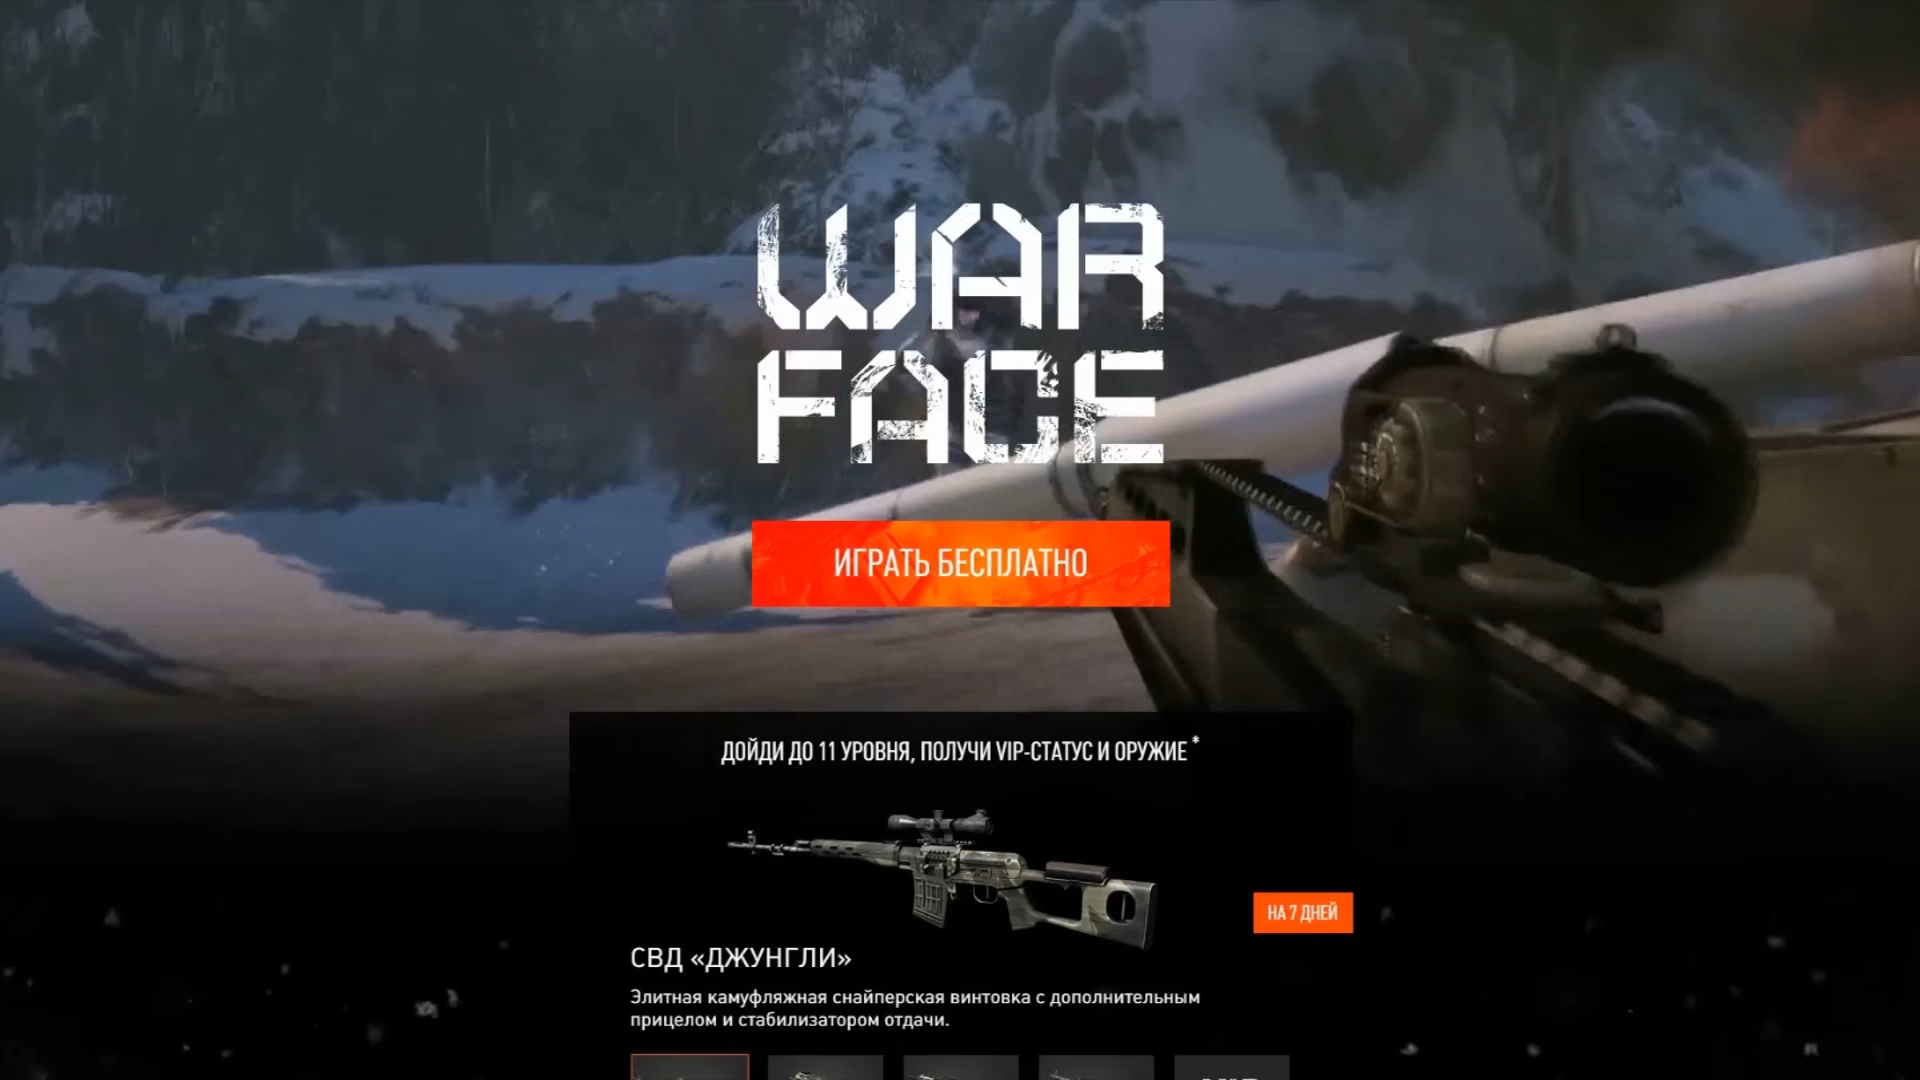 WAR
FACE
ИГРАТЬ БЕСПЛАТНО
ДОЙДИ ДО 11 УРОВНЯ, ПОЛУЧИ VIP-СТАТУС И ОРУЖИЕ*
НА 7 ДНЕЙ
СВД «ДЖУНГЛИ»
Элитная камуфляжная снайперская винтовка с дополнительным
прицелом и стабилизатором отдачи.